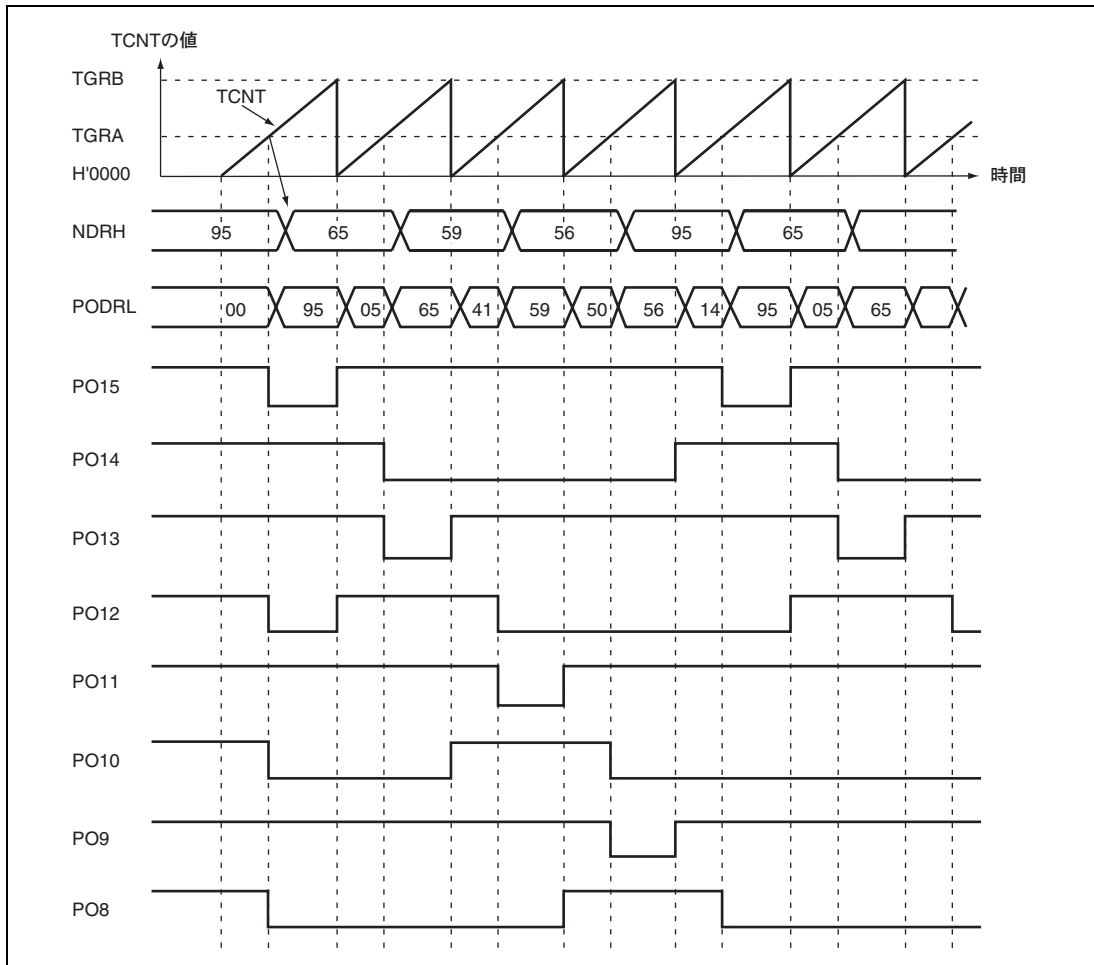 TCNTの値
TGRB
TCNT
TGRA
H'0000
時間
NDRH
95 65 59 56 95 65
PODRL
00 95 05 65 41 59 50 56 14 95 05 65
PO15
PO14
PO13
PO12
PO11
PO10
PO9
PO8